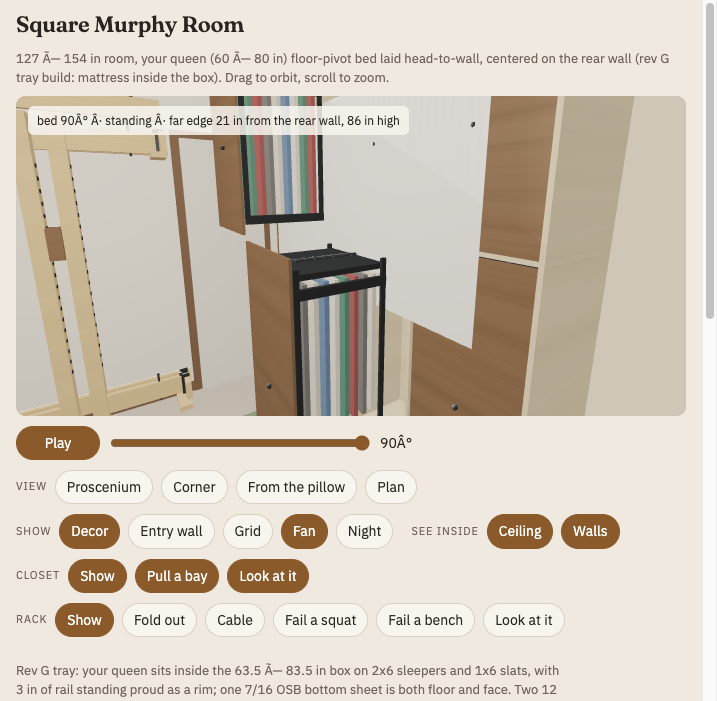 Square Murphy Room
127 Ã— 154 in room, your queen (60 Ã— 80 in) floor-pivot bed laid head-to-wall, centered on the rear wall (rev G
tray build: mattress inside the box). Drag to orbit, scroll to zoom.
bed 90Â° Â· standing Â· far edge 21 in from the rear wall, 86 in high
Play 90Â°
VIEW Proscenium Corner From the pillow Plan
SHOW Decor Entry wall Grid Fan Night SEE INSIDE Ceiling Walls
CLOSET Show Pull a bay Look at it
RACK Show Fold out Cable Fail a squat Fail a bench Look at it
Rev G tray: your queen sits inside the 63.5 Ã— 83.5 in box on 2x6 sleepers and 1x6 slats, with
3 in of rail standing proud as a rim; one 7/16 OSB bottom sheet is both floor and face. Two 12